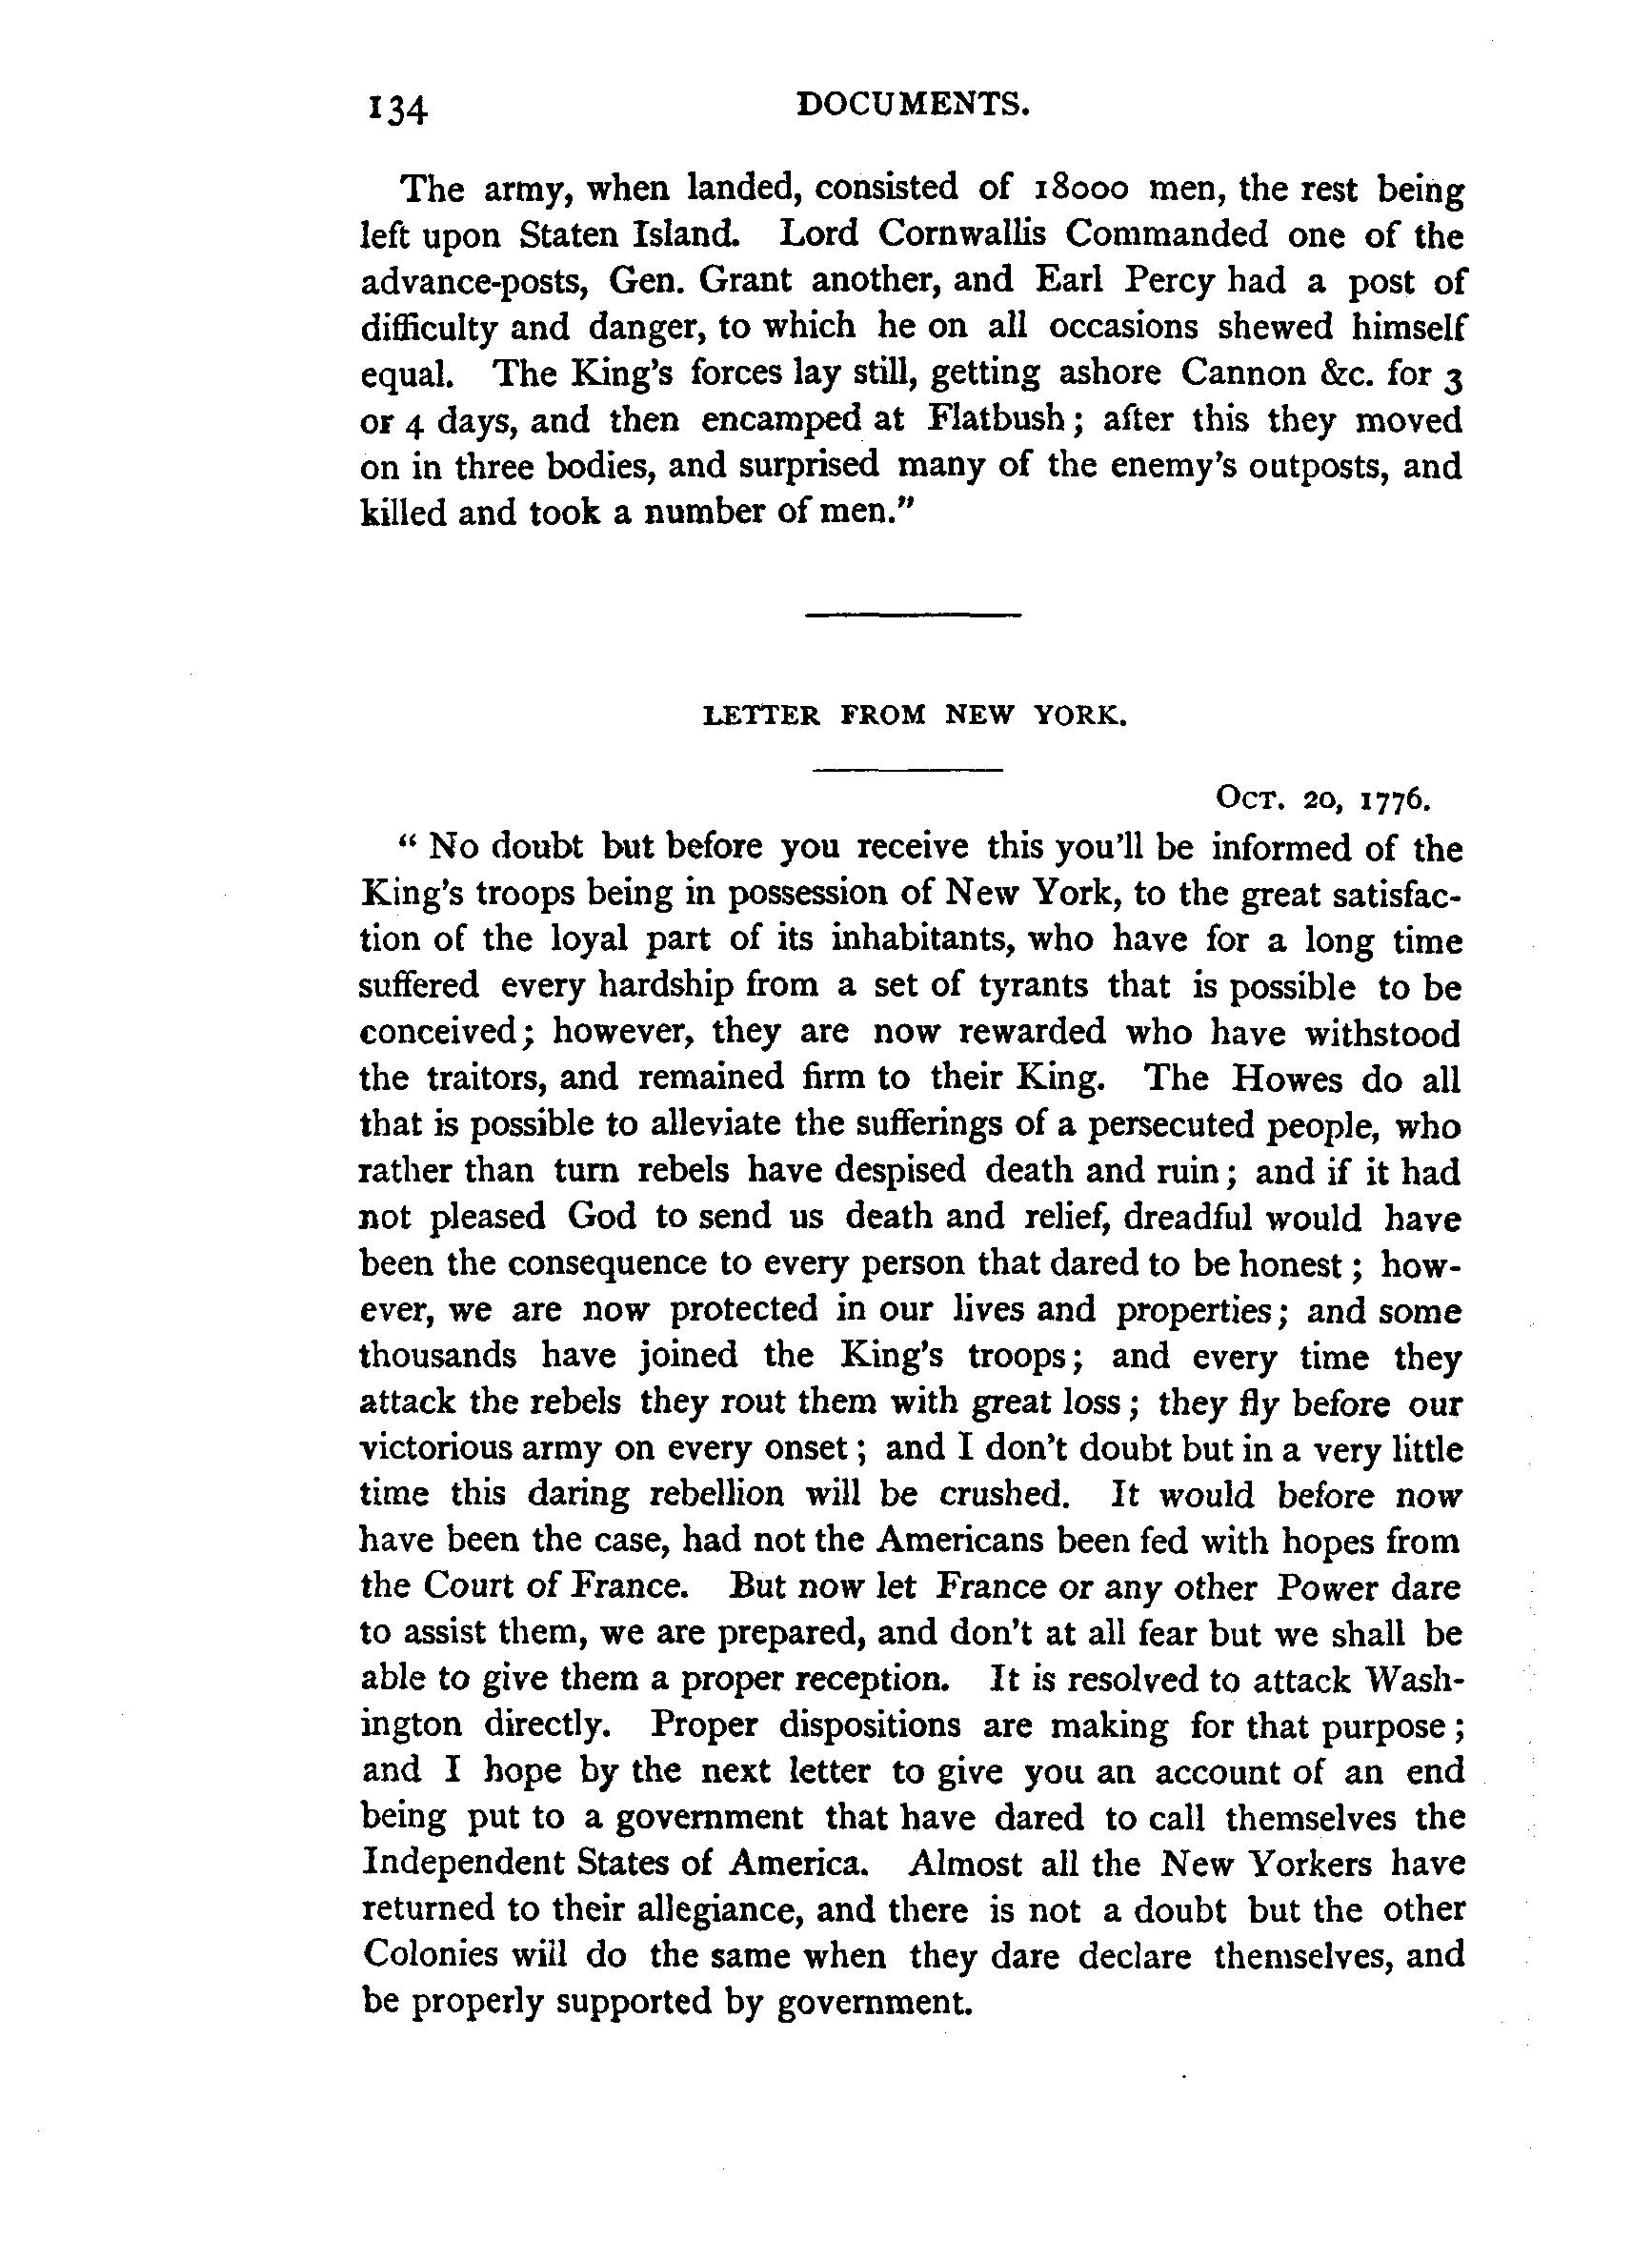 134 DOCUMENTS.
The army, when landed, consisted of 18000 men, the rest being
left upon Staten Island. Lord Cornwallis Commanded one of the
advance-posts, Gen. Grant another, and Earl Percy had a post of
difficulty and danger, to which he on all occasions shewed himself
equal. The King's forces lay still, getting ashore Cannon &c. for 3
or 4 days, and then encamped at Flatbush; after this they moved
on in three bodies, and surprised many of the enemy's outposts, and
killed and took a number of men."
LETTER FROM NEW YORK.
OCT. 20, 1776.
" No doubt but before you receive this you'll be informed of the
King's troops being in possession of New York, to the great satisfac-
tion of the loyal part of its inhabitants, who have for a long time
suffered every hardship from a set of tyrants that is possible to be
conceived; however, they are now rewarded who have withstood
the traitors, and remained firm to their King. The Howes do all
that is possible to alleviate the sufferings of a persecuted people, who
rather than turn rebels have despised death and ruin; and if it had
not pleased God to send us death and relief, dreadful would have
been the consequence to every person that dared to be honest; how-
ever, we are now protected in our lives and properties; and some
thousands have joined the King's troops; and every time they
attack the rebels they rout them with great loss; they fly before our
victorious army on every onset; and I don't doubt but in a very little
time this daring rebellion will be crushed. It would before now
have been the case, had not the Americans been fed with hopes from
the Court of France. But now let France or any other Power dare
to assist them, we are prepared, and don't at all fear but we shall be
able to give them a proper reception. It is resolved to attack Wash-
ington directly. Proper dispositions are making for that purpose;
and I hope by the next letter to give you an account of an end
being put to a government that have dared to call themselves the
Independent States of America. Almost all the New Yorkers have
returned to their allegiance, and there is not a doubt but the other
Colonies will do the same when they dare declare themselves, and
be properly supported by government.